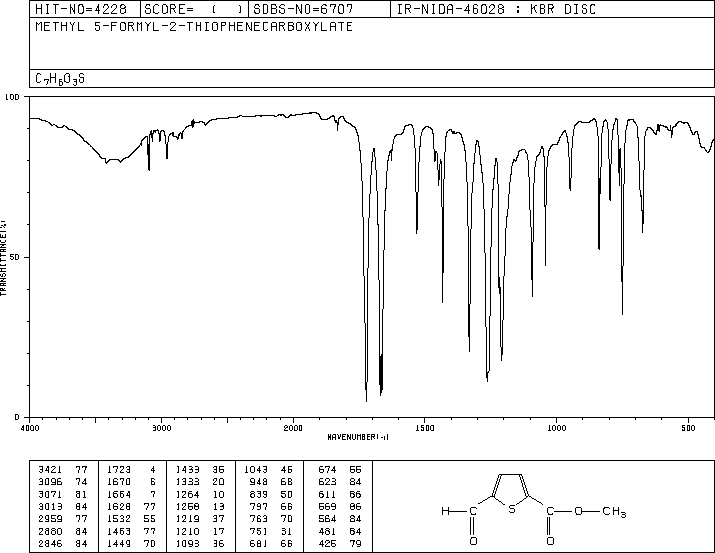 HIT-NO=4228 SCORE= ( ) SDBS-NO=6707 IR-NIDA-46028 : KBR DISC
METHYL 5-FORMYL-2-THIOPHENECARBOXYLATE
C7H6O3S
100
50
0
TRANSMITTANCE(%)
4000 3000 2000 1500 1000 500
WAVENUMBER(-1)
3421 77 1723 4 1433 35 1043 46 674 55
3096 74 1670 6 1333 20 948 68 623 84
3071 81 1664 7 1264 10 839 50 611 86
3013 84 1628 77 1258 13 797 66 569 86
2959 77 1532 55 1219 37 763 70 564 84
2880 84 1463 77 1210 17 751 31 481 84
2846 84 1449 70 1093 36 681 66 426 79
H C S C O CH3
O O